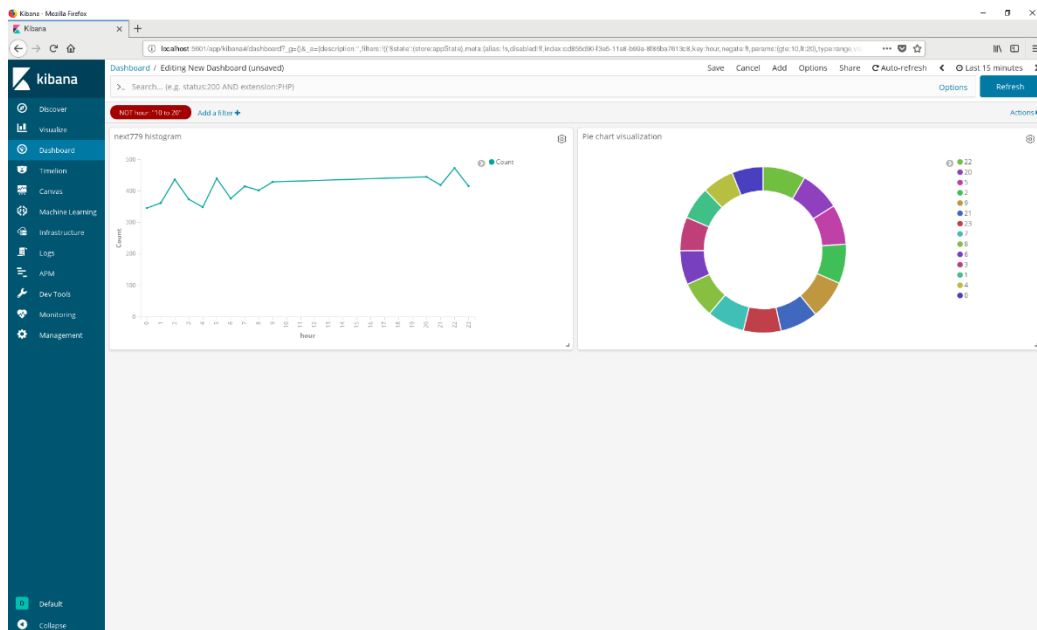 Kibana - Mozilla Firefox
Kibana
localhost:5601/app/kibana#/dashboard?_g=()&_a=(description:'',filters:!(('$state':(store:appState),meta:(alias:!n,disabled:!f,index:
key:hour,negate:!t,params:(gte:10,lt:20),type:range
kibana
Dashboard / Editing New Dashboard (unsaved)
Save Cancel Add Options Share Auto-refresh Last 15 minutes
>_ Search... (e.g. status:200 AND extension:PHP)
Options
Refresh
NOT hour: "10 to 20"
Add a filter +
Actions
Discover
Visualize
Dashboard
Timelion
Canvas
Machine Learning
Infrastructure
Logs
APM
Dev Tools
Monitoring
Management
D Default
Collapse
next779 histogram
Count
500
400
300
200
100
0
Count
0 1 2 3 4 5 6 7 8 9 10 11 12 13 14 15 16 17 18 19 20 21 22 23
hour
Pie chart visualization
22
20
5
2
9
21
23
7
8
6
3
1
4
0